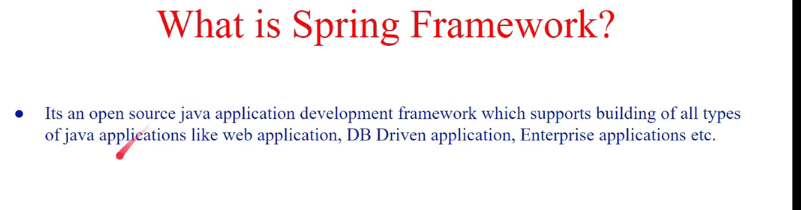 What is Spring Framework?
● Its an open source java application development framework which supports building of all types
of java applications like web application, DB Driven application, Enterprise applications etc.